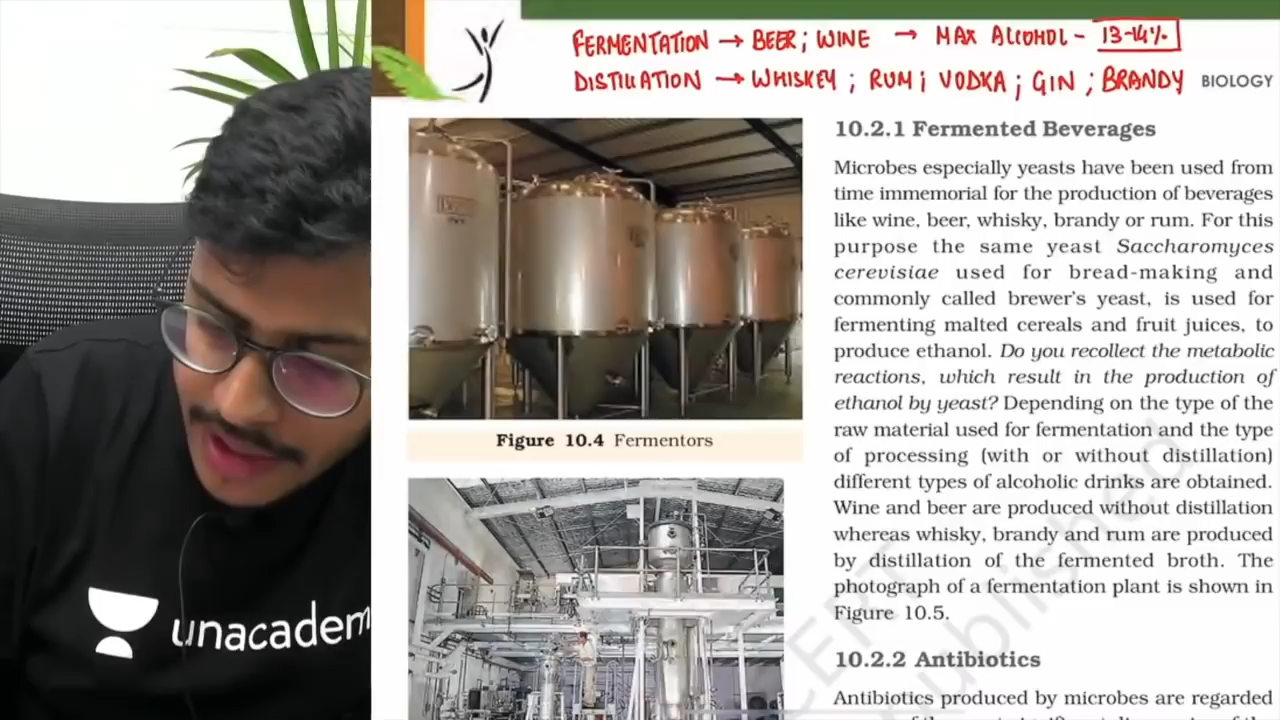 FERMENTATION → BEER; WINE → MAX ALCOHOL - 13-14%
DISTILLATION → WHISKEY ; RUM ; VODKA ; GIN ; BRANDY
BIOLOGY
Figure 10.4 Fermentors
10.2.1 Fermented Beverages
Microbes especially yeasts have been used from
time immemorial for the production of beverages
like wine, beer, whisky, brandy or rum. For this
purpose the same yeast Saccharomyces
cerevisiae used for bread-making and
commonly called brewer's yeast, is used for
fermenting malted cereals and fruit juices, to
produce ethanol. Do you recollect the metabolic
reactions, which result in the production of
ethanol by yeast? Depending on the type of the
raw material used for fermentation and the type
of processing (with or without distillation)
different types of alcoholic drinks are obtained.
Wine and beer are produced without distillation
whereas whisky, brandy and rum are produced
by distillation of the fermented broth. The
photograph of a fermentation plant is shown in
Figure 10.5.
10.2.2 Antibiotics
Antibiotics produced by microbes are regarded
unacadem